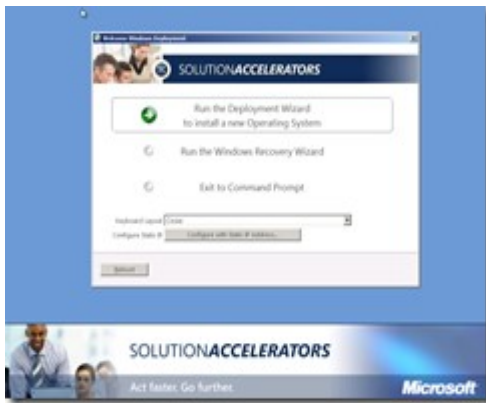 Welcome Windows Deployment
SOLUTIONACCELERATORS
Run the Deployment Wizard
to install a new Operating System
Run the Windows Recovery Wizard
Exit to Command Prompt
Keyboard Layout
Configure Static IP Configure with Static IP Address...
SOLUTIONACCELERATORS
Act faster. Go further.
Microsoft